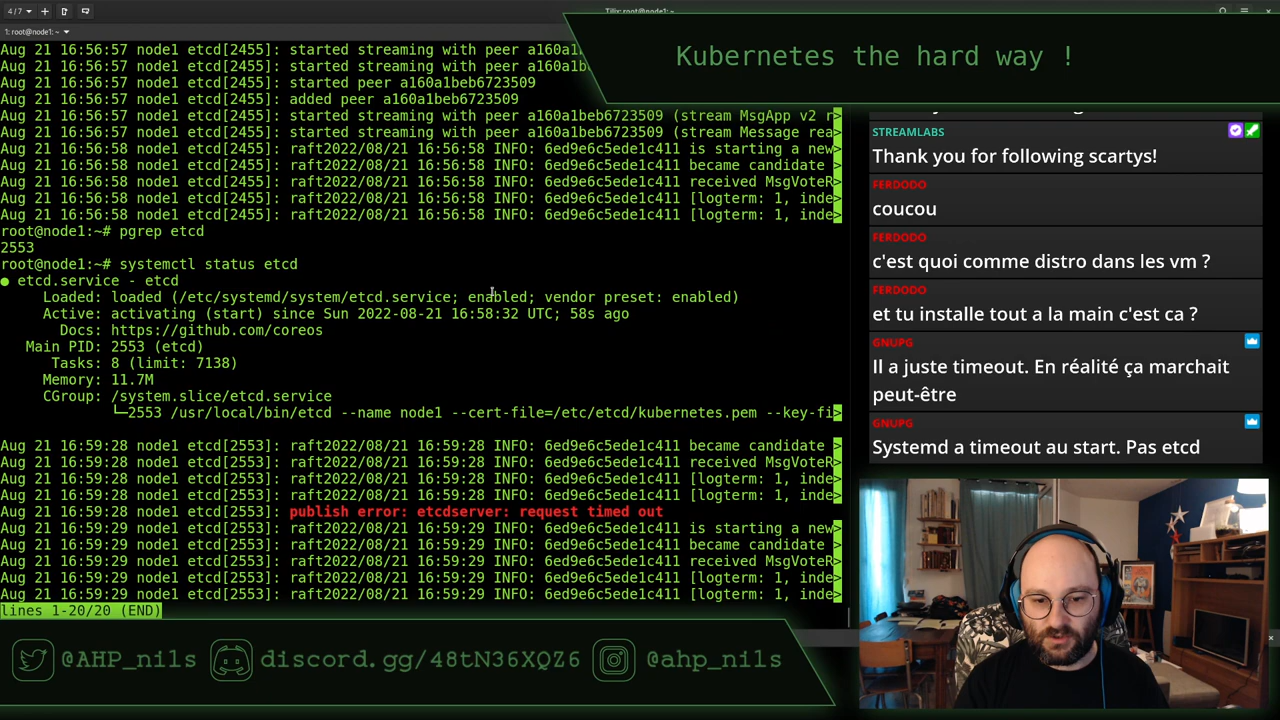 4 / 7
Tilix: root@node1: ~
1: root@node1: ~
Aug 21 16:56:57 node1 etcd[2455]: started streaming with peer a160a1
Aug 21 16:56:57 node1 etcd[2455]: started streaming with peer a160a1b
Aug 21 16:56:57 node1 etcd[2455]: started peer a160a1beb6723509
Aug 21 16:56:57 node1 etcd[2455]: added peer a160a1beb6723509
Aug 21 16:56:57 node1 etcd[2455]: started streaming with peer a160a1beb6723509 (stream MsgApp v2 r>
Aug 21 16:56:57 node1 etcd[2455]: started streaming with peer a160a1beb6723509 (stream Message rea>
Aug 21 16:56:58 node1 etcd[2455]: raft2022/08/21 16:56:58 INFO: 6ed9e6c5ede1c411 is starting a new>
Aug 21 16:56:58 node1 etcd[2455]: raft2022/08/21 16:56:58 INFO: 6ed9e6c5ede1c411 became candidate >
Aug 21 16:56:58 node1 etcd[2455]: raft2022/08/21 16:56:58 INFO: 6ed9e6c5ede1c411 received MsgVoteR>
Aug 21 16:56:58 node1 etcd[2455]: raft2022/08/21 16:56:58 INFO: 6ed9e6c5ede1c411 [logterm: 1, inde>
Aug 21 16:56:58 node1 etcd[2455]: raft2022/08/21 16:56:58 INFO: 6ed9e6c5ede1c411 [logterm: 1, inde>
root@node1:~# pgrep etcd
2553
root@node1:~# systemctl status etcd
● etcd.service - etcd
Loaded: loaded (/etc/systemd/system/etcd.service; enabled; vendor preset: enabled)
Active: activating (start) since Sun 2022-08-21 16:58:32 UTC; 58s ago
Docs: https://github.com/coreos
Main PID: 2553 (etcd)
Tasks: 8 (limit: 7138)
Memory: 11.7M
CGroup: /system.slice/etcd.service
└─2553 /usr/local/bin/etcd --name node1 --cert-file=/etc/etcd/kubernetes.pem --key-fi>
Aug 21 16:59:28 node1 etcd[2553]: raft2022/08/21 16:59:28 INFO: 6ed9e6c5ede1c411 became candidate >
Aug 21 16:59:28 node1 etcd[2553]: raft2022/08/21 16:59:28 INFO: 6ed9e6c5ede1c411 received MsgVoteR>
Aug 21 16:59:28 node1 etcd[2553]: raft2022/08/21 16:59:28 INFO: 6ed9e6c5ede1c411 [logterm: 1, inde>
Aug 21 16:59:28 node1 etcd[2553]: raft2022/08/21 16:59:28 INFO: 6ed9e6c5ede1c411 [logterm: 1, inde>
Aug 21 16:59:28 node1 etcd[2553]: publish error: etcdserver: request timed out
Aug 21 16:59:29 node1 etcd[2553]: raft2022/08/21 16:59:29 INFO: 6ed9e6c5ede1c411 is starting a new>
Aug 21 16:59:29 node1 etcd[2553]: raft2022/08/21 16:59:29 INFO: 6ed9e6c5ede1c411 became candidate >
Aug 21 16:59:29 node1 etcd[2553]: raft2022/08/21 16:59:29 INFO: 6ed9e6c5ede1c411 received MsgVoteR>
Aug 21 16:59:29 node1 etcd[2553]: raft2022/08/21 16:59:29 INFO: 6ed9e6c5ede1c411 [logterm: 1, inde>
Aug 21 16:59:29 node1 etcd[2553]: raft2022/08/21 16:59:29 INFO: 6ed9e6c5ede1c411 [logterm: 1, inde>
lines 1-20/20 (END)
Kubernetes the hard way !
STREAMLABS
Thank you for following scartys!
FERDODO
coucou
FERDODO
c'est quoi comme distro dans les vm ?
FERDODO
et tu installe tout a la main c'est ca ?
GNUPG
Il a juste timeout. En réalité ça marchait
peut-être
GNUPG
Systemd a timeout au start. Pas etcd
@AHP_nils
discord.gg/48tN36XQZ6
@ahp_nils